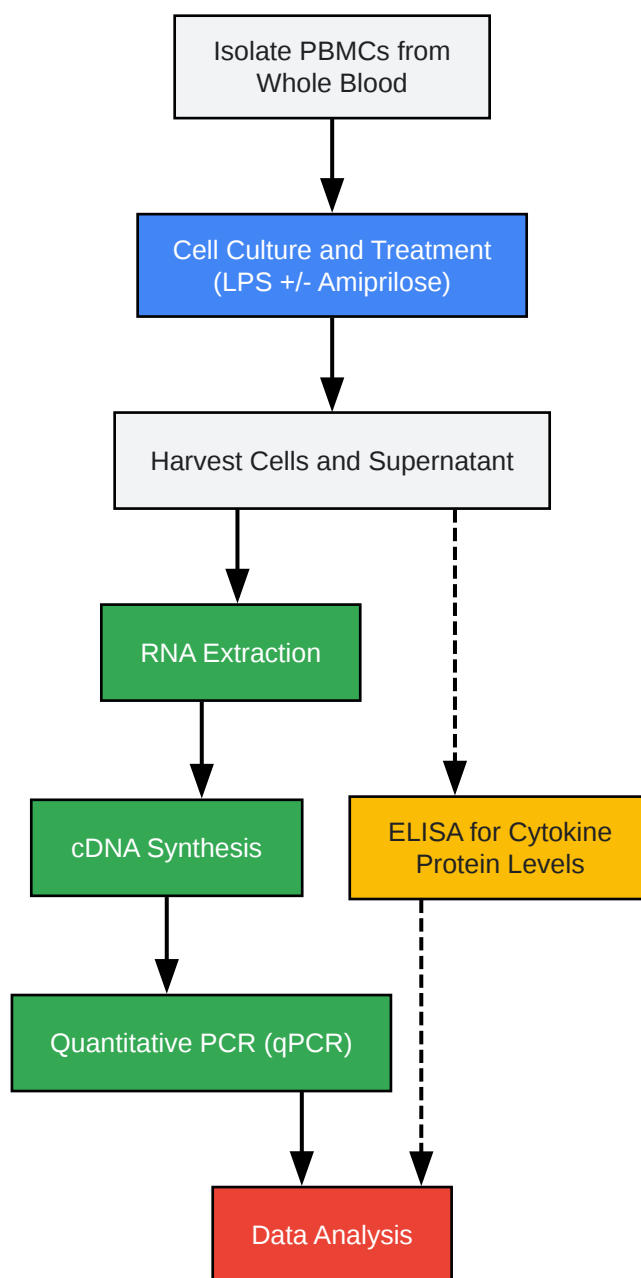 Isolate PBMCs from
Whole Blood
Cell Culture and Treatment
(LPS +/- Amiprilose)
Harvest Cells and Supernatant
RNA Extraction
cDNA Synthesis
ELISA for Cytokine
Protein Levels
Quantitative PCR (qPCR)
Data Analysis